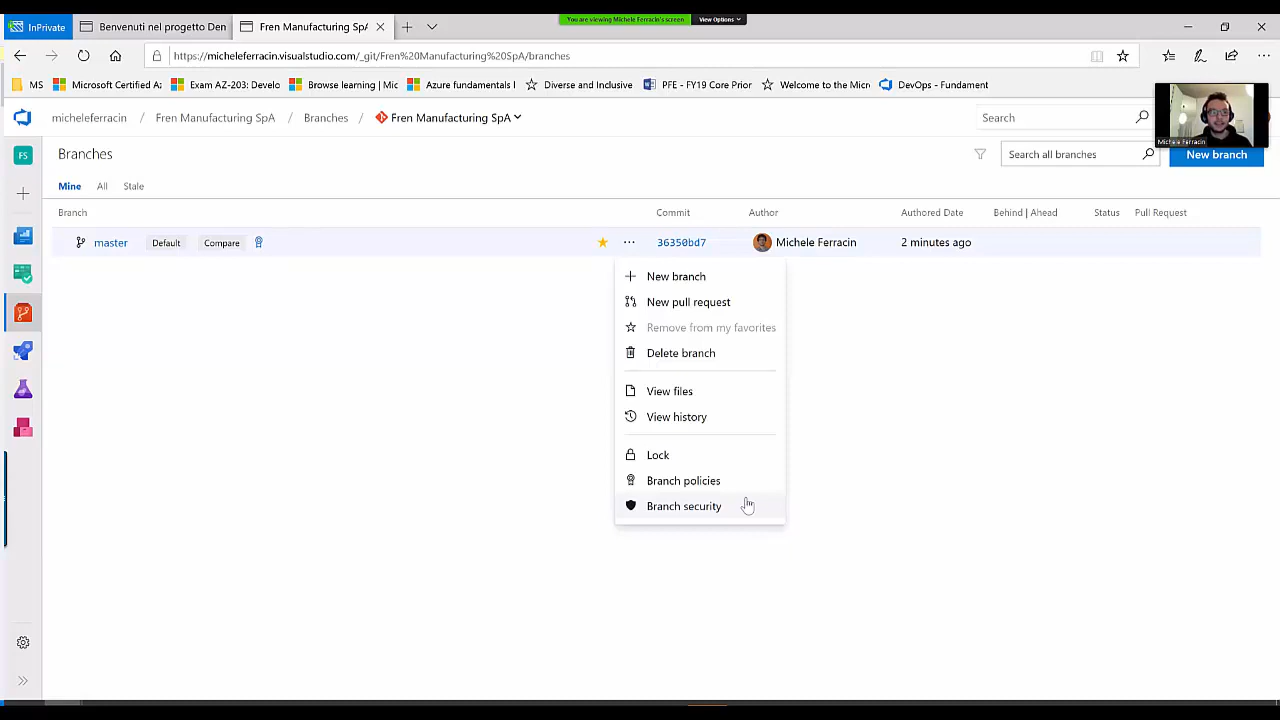 You are viewing Michele Ferracin's screen
View Options
InPrivate
Benvenuti nel progetto Den
Fren Manufacturing SpA
https://micheleferracin.visualstudio.com/_git/Fren%20Manufacturing%20SpA/branches
MS
Microsoft Certified Az
Exam AZ-203: Develo
Browse learning | Mic
Azure fundamentals l
Diverse and Inclusive
PFE - FY19 Core Prior
Welcome to the Micr
DevOps - Fundament
micheleferracin / Fren Manufacturing SpA / Branches / Fren Manufacturing SpA
Search
Michele Ferracin
FS
Branches
Search all branches
New branch
Mine All Stale
Branch Commit Author Authored Date Behind | Ahead Status Pull Request
master Default Compare 36350bd7 Michele Ferracin 2 minutes ago
New branch
New pull request
Remove from my favorites
Delete branch
View files
View history
Lock
Branch policies
Branch security